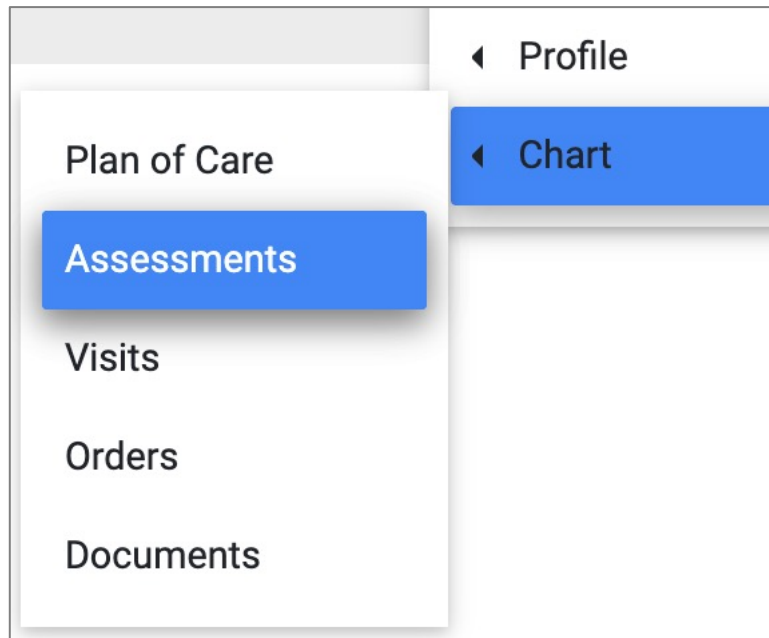 Profile
Chart
Plan of Care
Assessments
Visits
Orders
Documents